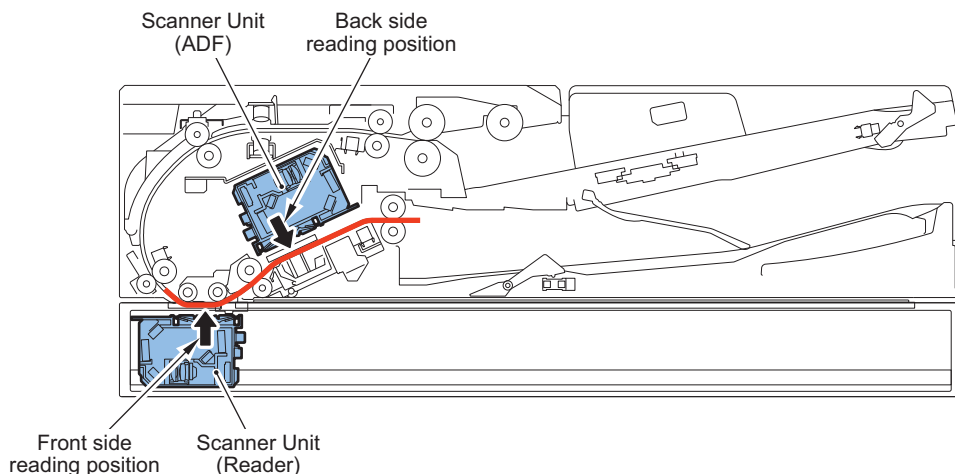 Scanner Unit
(ADF)
Back side
reading position
Front side
reading position
Scanner Unit
(Reader)